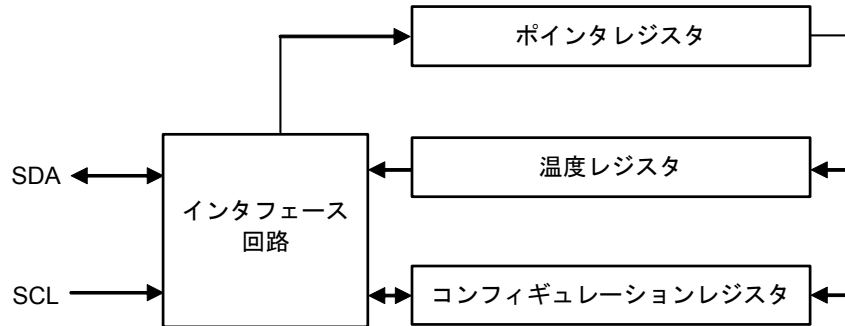 ポインタレジスタ
SDA
温度レジスタ
インタフェース
回路
SCL
コンフィギュレーションレジスタ